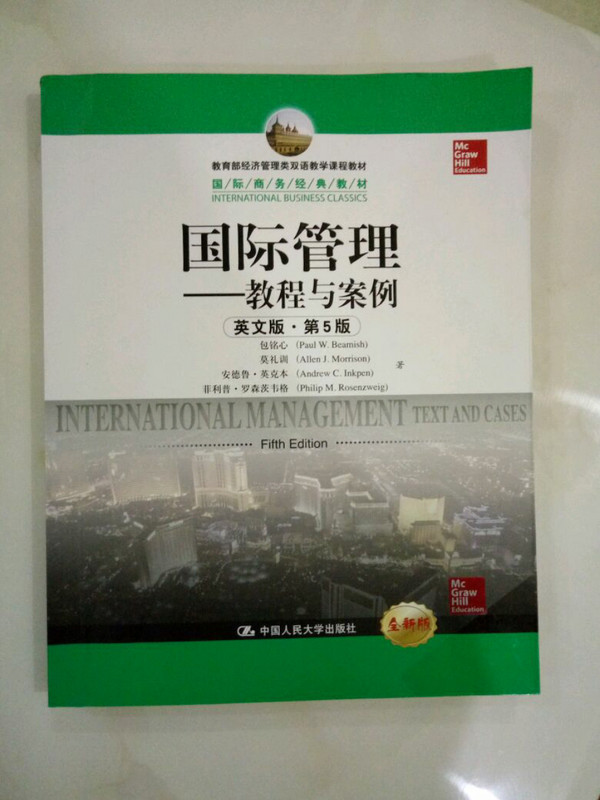 教育部经济管理类双语教学课程教材
国/际/商/务/经/典/教/材
INTERNATIONAL BUSINESS CLASSICS
Mc
Graw
Hill
Education
国际管理
——教程与案例
英文版·第5版
包铭心 (Paul W. Beamish)
莫礼训 (Allen J. Morrison)
安德鲁·英克本 (Andrew C. Inkpen) 著
菲利普·罗森茨韦格 (Philip M. Rosenzweig)
INTERNATIONAL MANAGEMENT TEXT AND CASES
Fifth Edition
Mc
Graw
Hill
Education
中国人民大学出版社
全新版